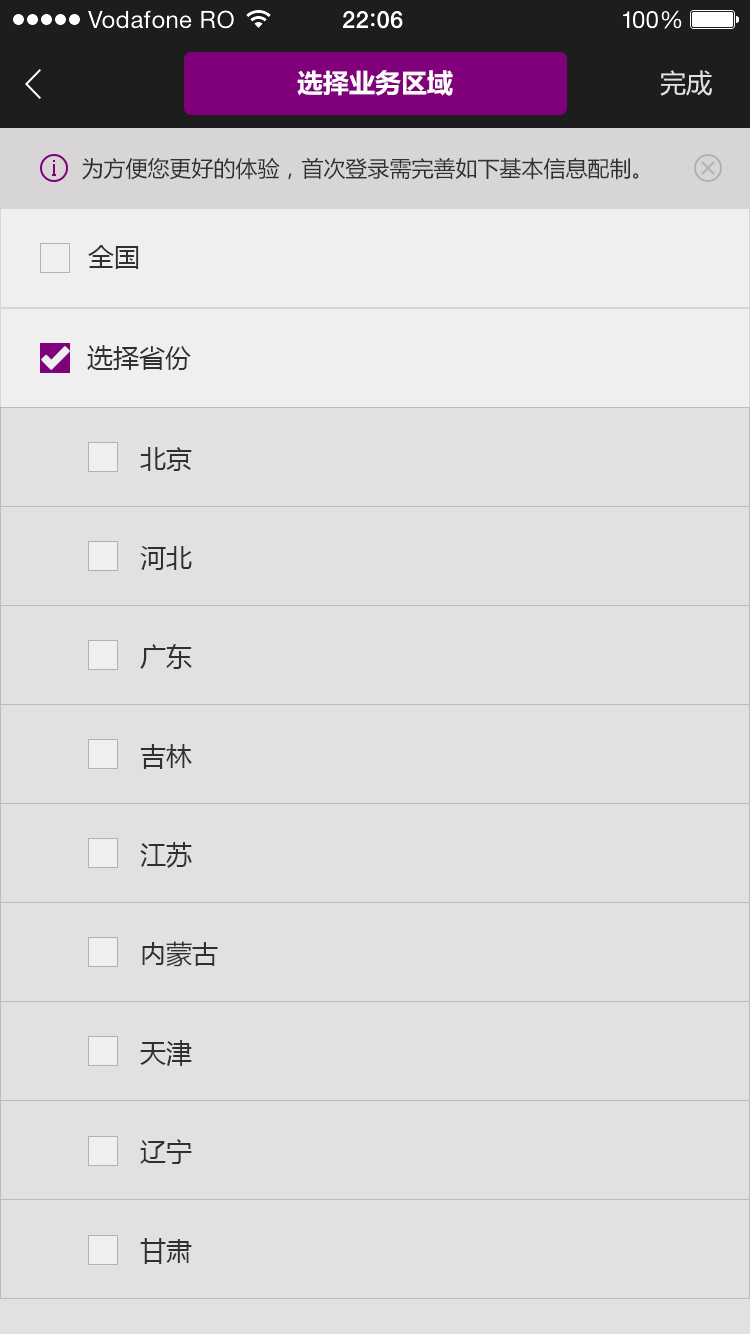 Vodafone RO 22:06 100%
选择业务区域 完成
为方便您更好的体验，首次登录需完善如下基本信息配制。
全国
选择省份
北京
河北
广东
吉林
江苏
内蒙古
天津
辽宁
甘肃